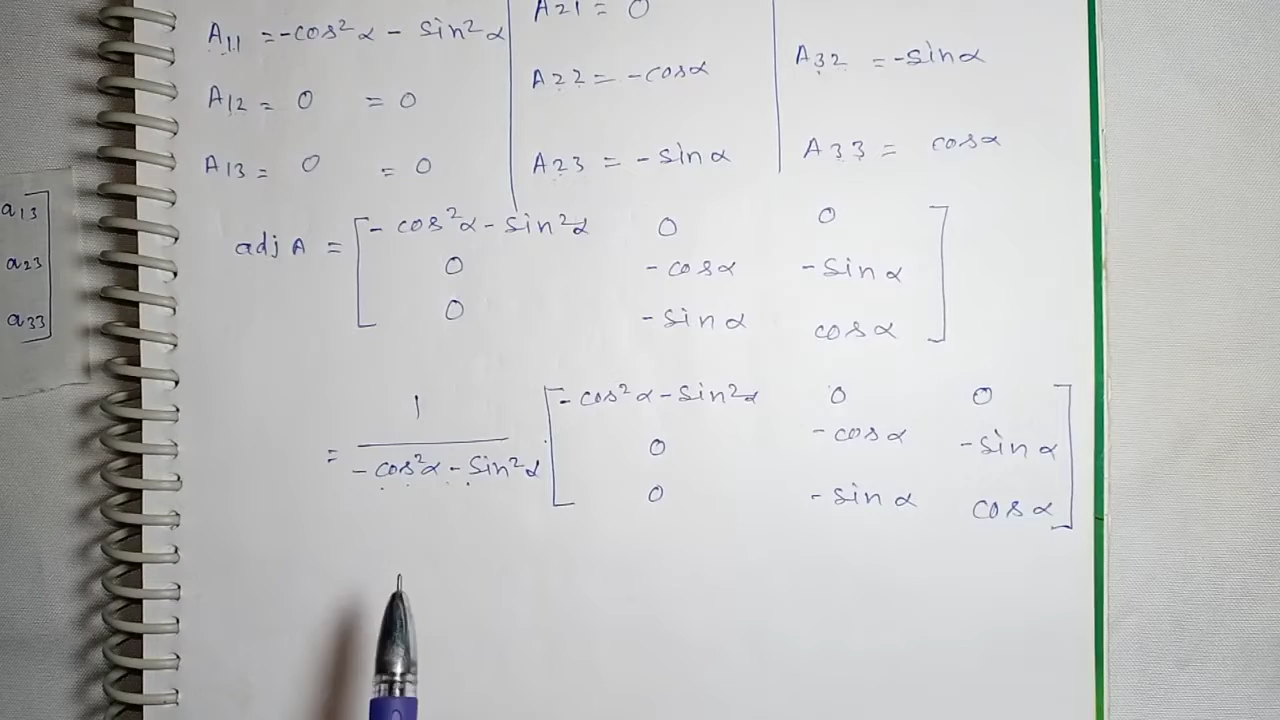 A21 = 0
A11 = -cos²α - sin²α
A22 = -cosα
A32 = -sinα
A12 = 0 = 0
A13 = 0 = 0
A23 = -sinα
A33 = cosα
a13
a23
a33
adj A = [ -cos²α - sin²α 0 0
0 -cosα -sinα
0 -sinα cosα ]
= 1 / -cos²α - sin²α [ -cos²α - sin²α 0 0
0 -cosα -sinα
0 -sinα cosα ]